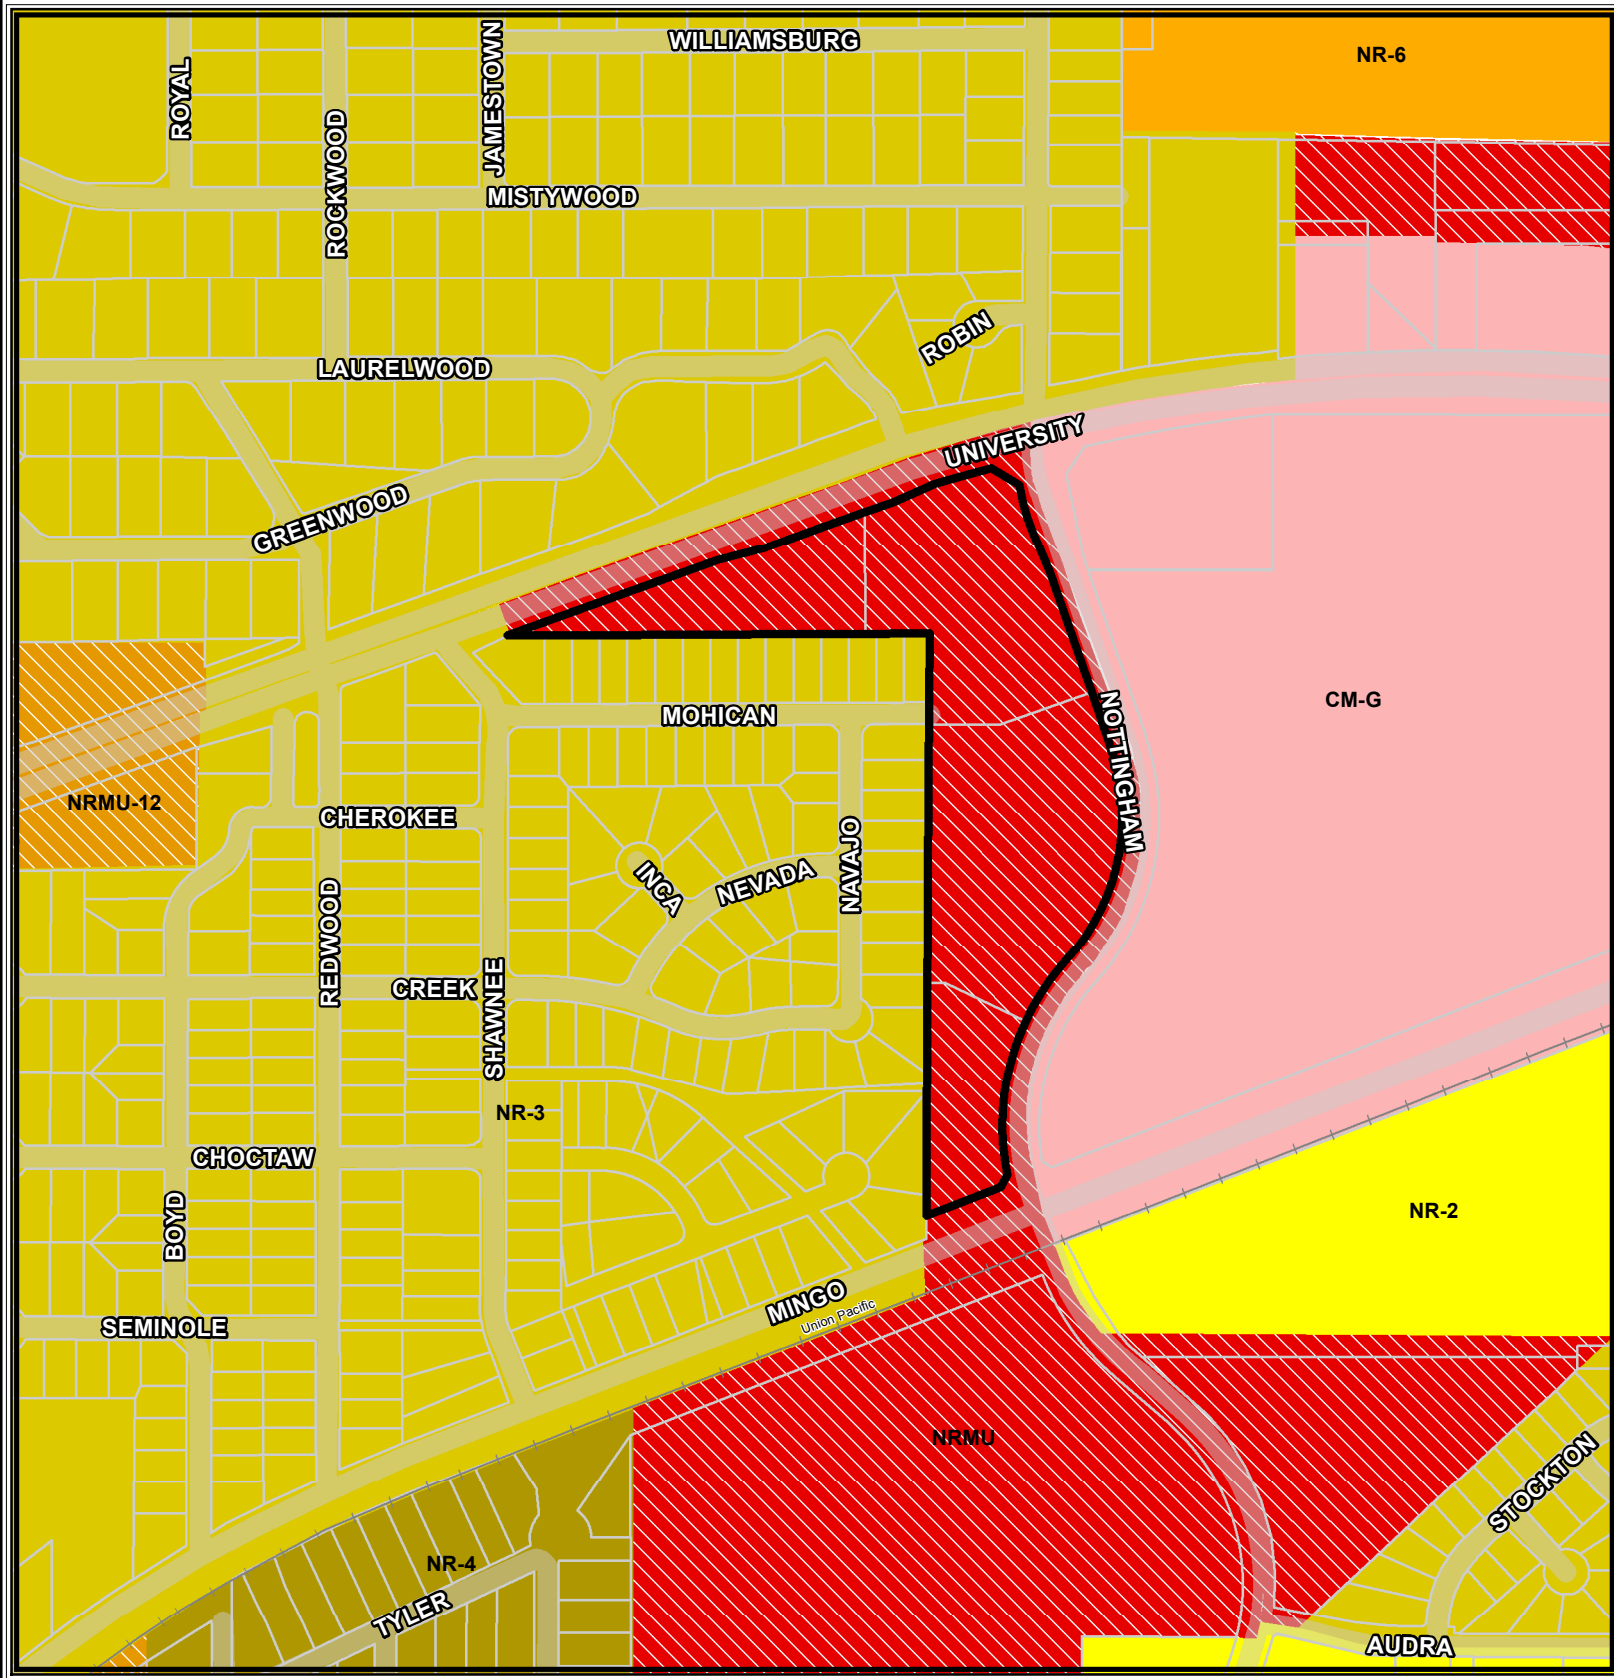 WILLIAMSBURG
NR-6
ROYAL
JAMESTOWN
ROCKWOOD
MISTYWOOD
ROBIN
LAURELWOOD
UNIVERSITY
GREENWOOD
CM-G
MOHICAN
NOTTINGHAM
NRMU-12
CHEROKEE
INCA
NEVADA
NAVAJO
REDWOOD
CREEK
SHAWNEE
NR-3
CHOCTAW
BOYD
NR-2
MINGO
Union Pacific
SEMINOLE
NRMU
STOCKTON
NR-4
TYLER
AUDRA